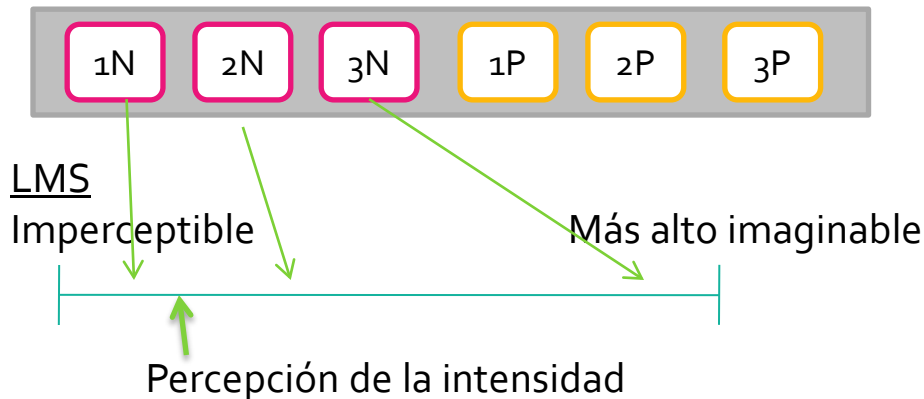 1N 2N 3N 1P 2P 3P
LMS
Imperceptible Más alto imaginable
Percepción de la intensidad